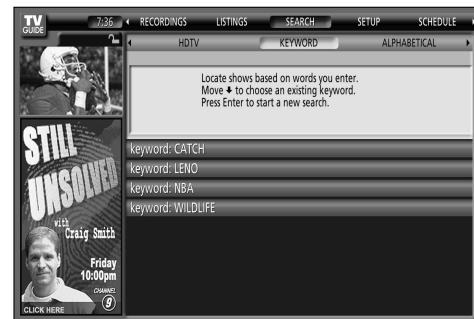 TV
GUIDE
7:36
RECORDINGS LISTINGS SEARCH SETUP SCHEDULE
HDTV KEYWORD ALPHABETICAL
Locate shows based on words you enter.
Move ↓ to choose an existing keyword.
Press Enter to start a new search.
keyword: CATCH
keyword: LENO
keyword: NBA
keyword: WILDLIFE
STILL
UNSOLVED
with
Craig Smith
Friday
10:00pm
CHANNEL
9
CLICK HERE